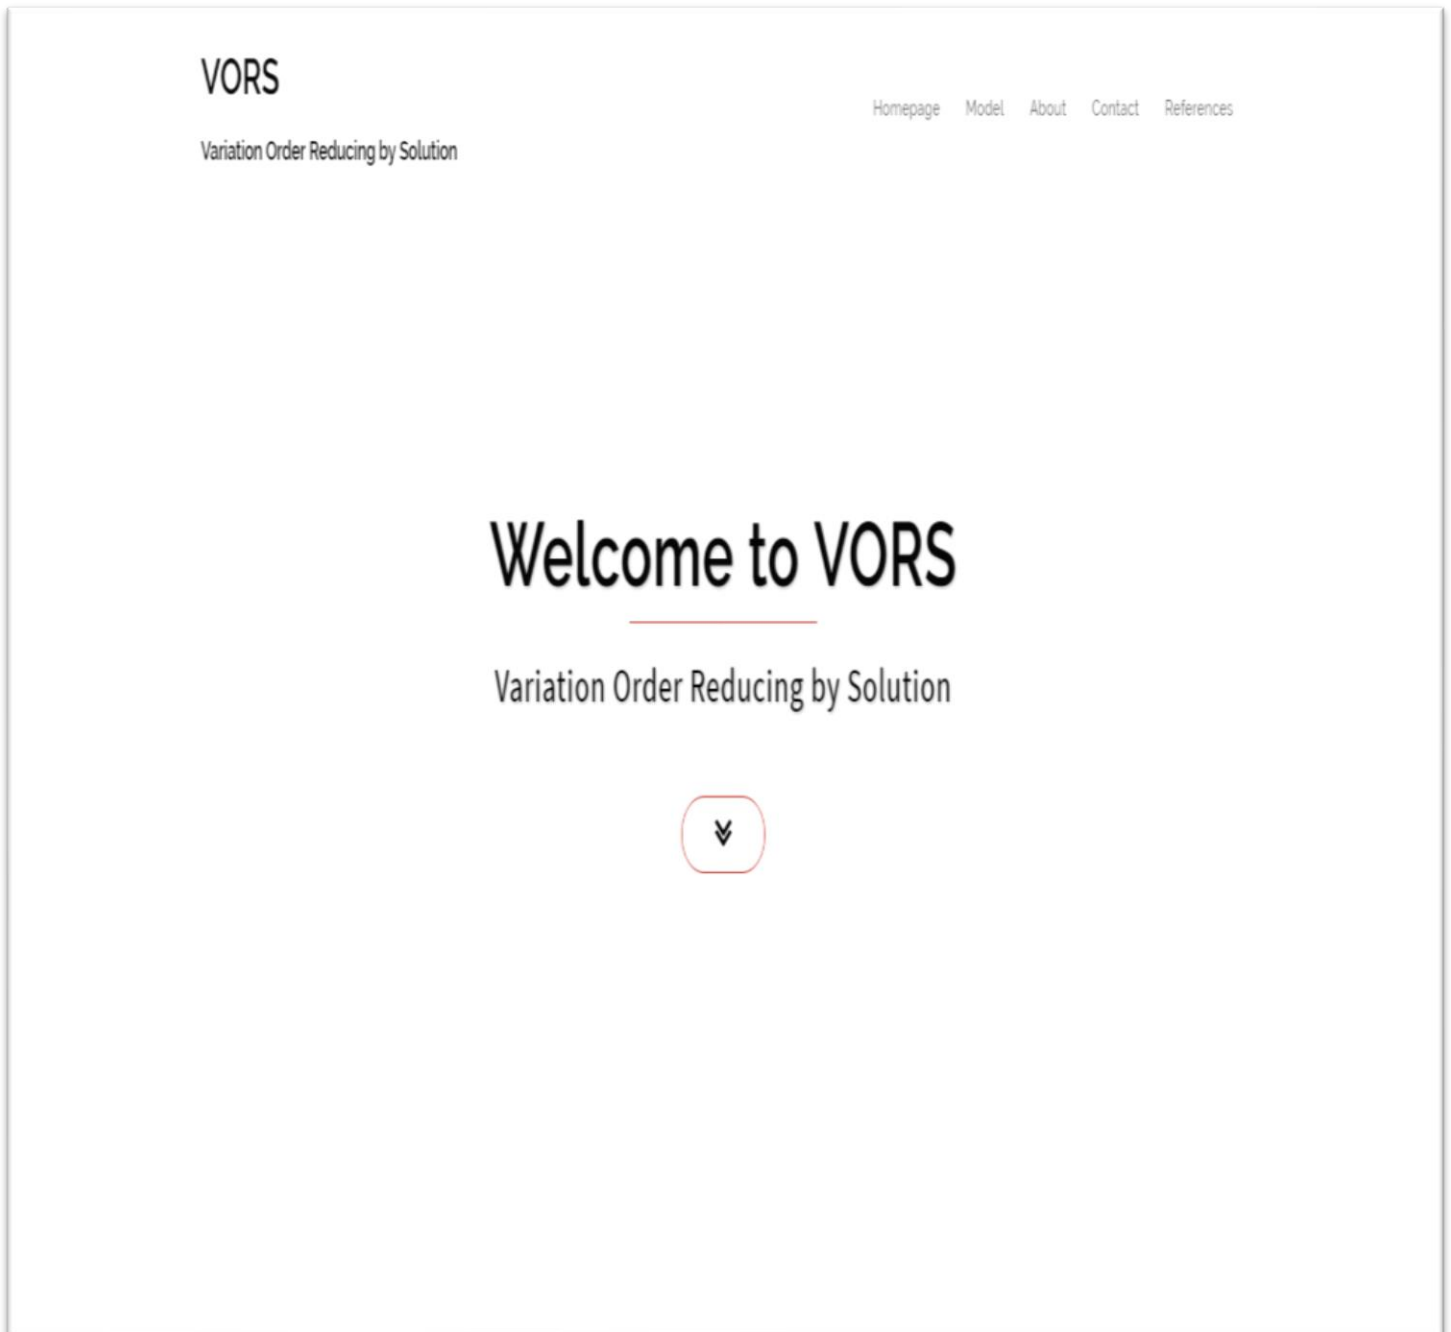 VORS
Homepage Model About Contact References
Variation Order Reducing by Solution
Welcome to VORS
Variation Order Reducing by Solution